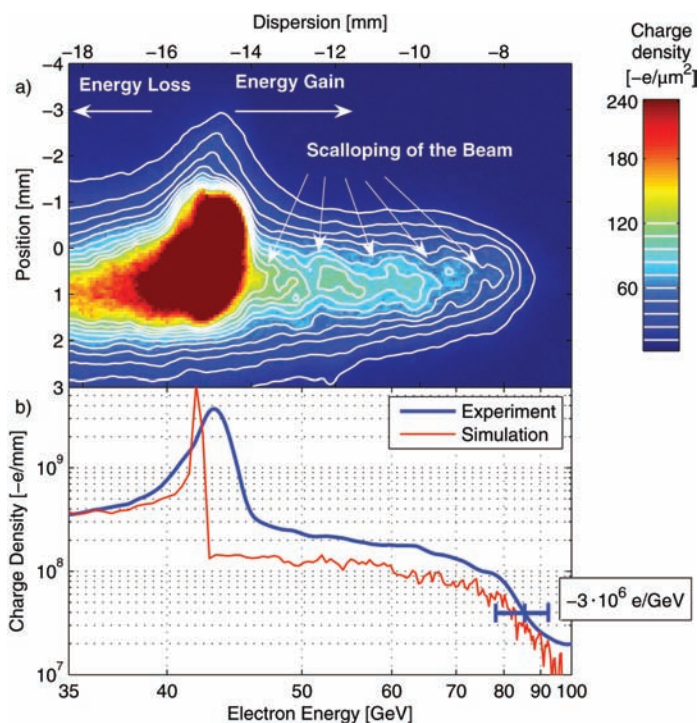 Dispersion [mm]
−18 −16 −14 −12 −10 −8
Charge density [−e/μm²]
240
180
120
60
a)
Energy Loss
Energy Gain
Scalloping of the Beam
Position [mm]
−4
−3
−2
−1
0
1
2
3
b)
Experiment
Simulation
Charge Density [−e/mm]
10⁹
10⁸
10⁷
−3·10⁶ e/GeV
35 40 50 60 70 80 90 100
Electron Energy [GeV]